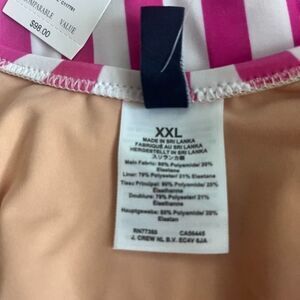 COMPARABLE VALUE
$98.00
XXL
MADE IN SRI LANKA
FABRIQUÉ AU SRI LANKA
HERGESTELLT IN SRI LANKA
スリランカ製
Main Fabric: 80% Polyamide/ 20%
Elastane
Liner: 79% Polyester/ 21% Elastane
Tissu Principal: 80% Polyamide/ 20%
Elasthanne
Doublure: 79% Polyester/ 21%
Elasthanne
Hauptgewebe: 80% Polyamide/ 20%
Elastan
RN77388 CA56445
J. CREW NL B.V. EC4V 6JA